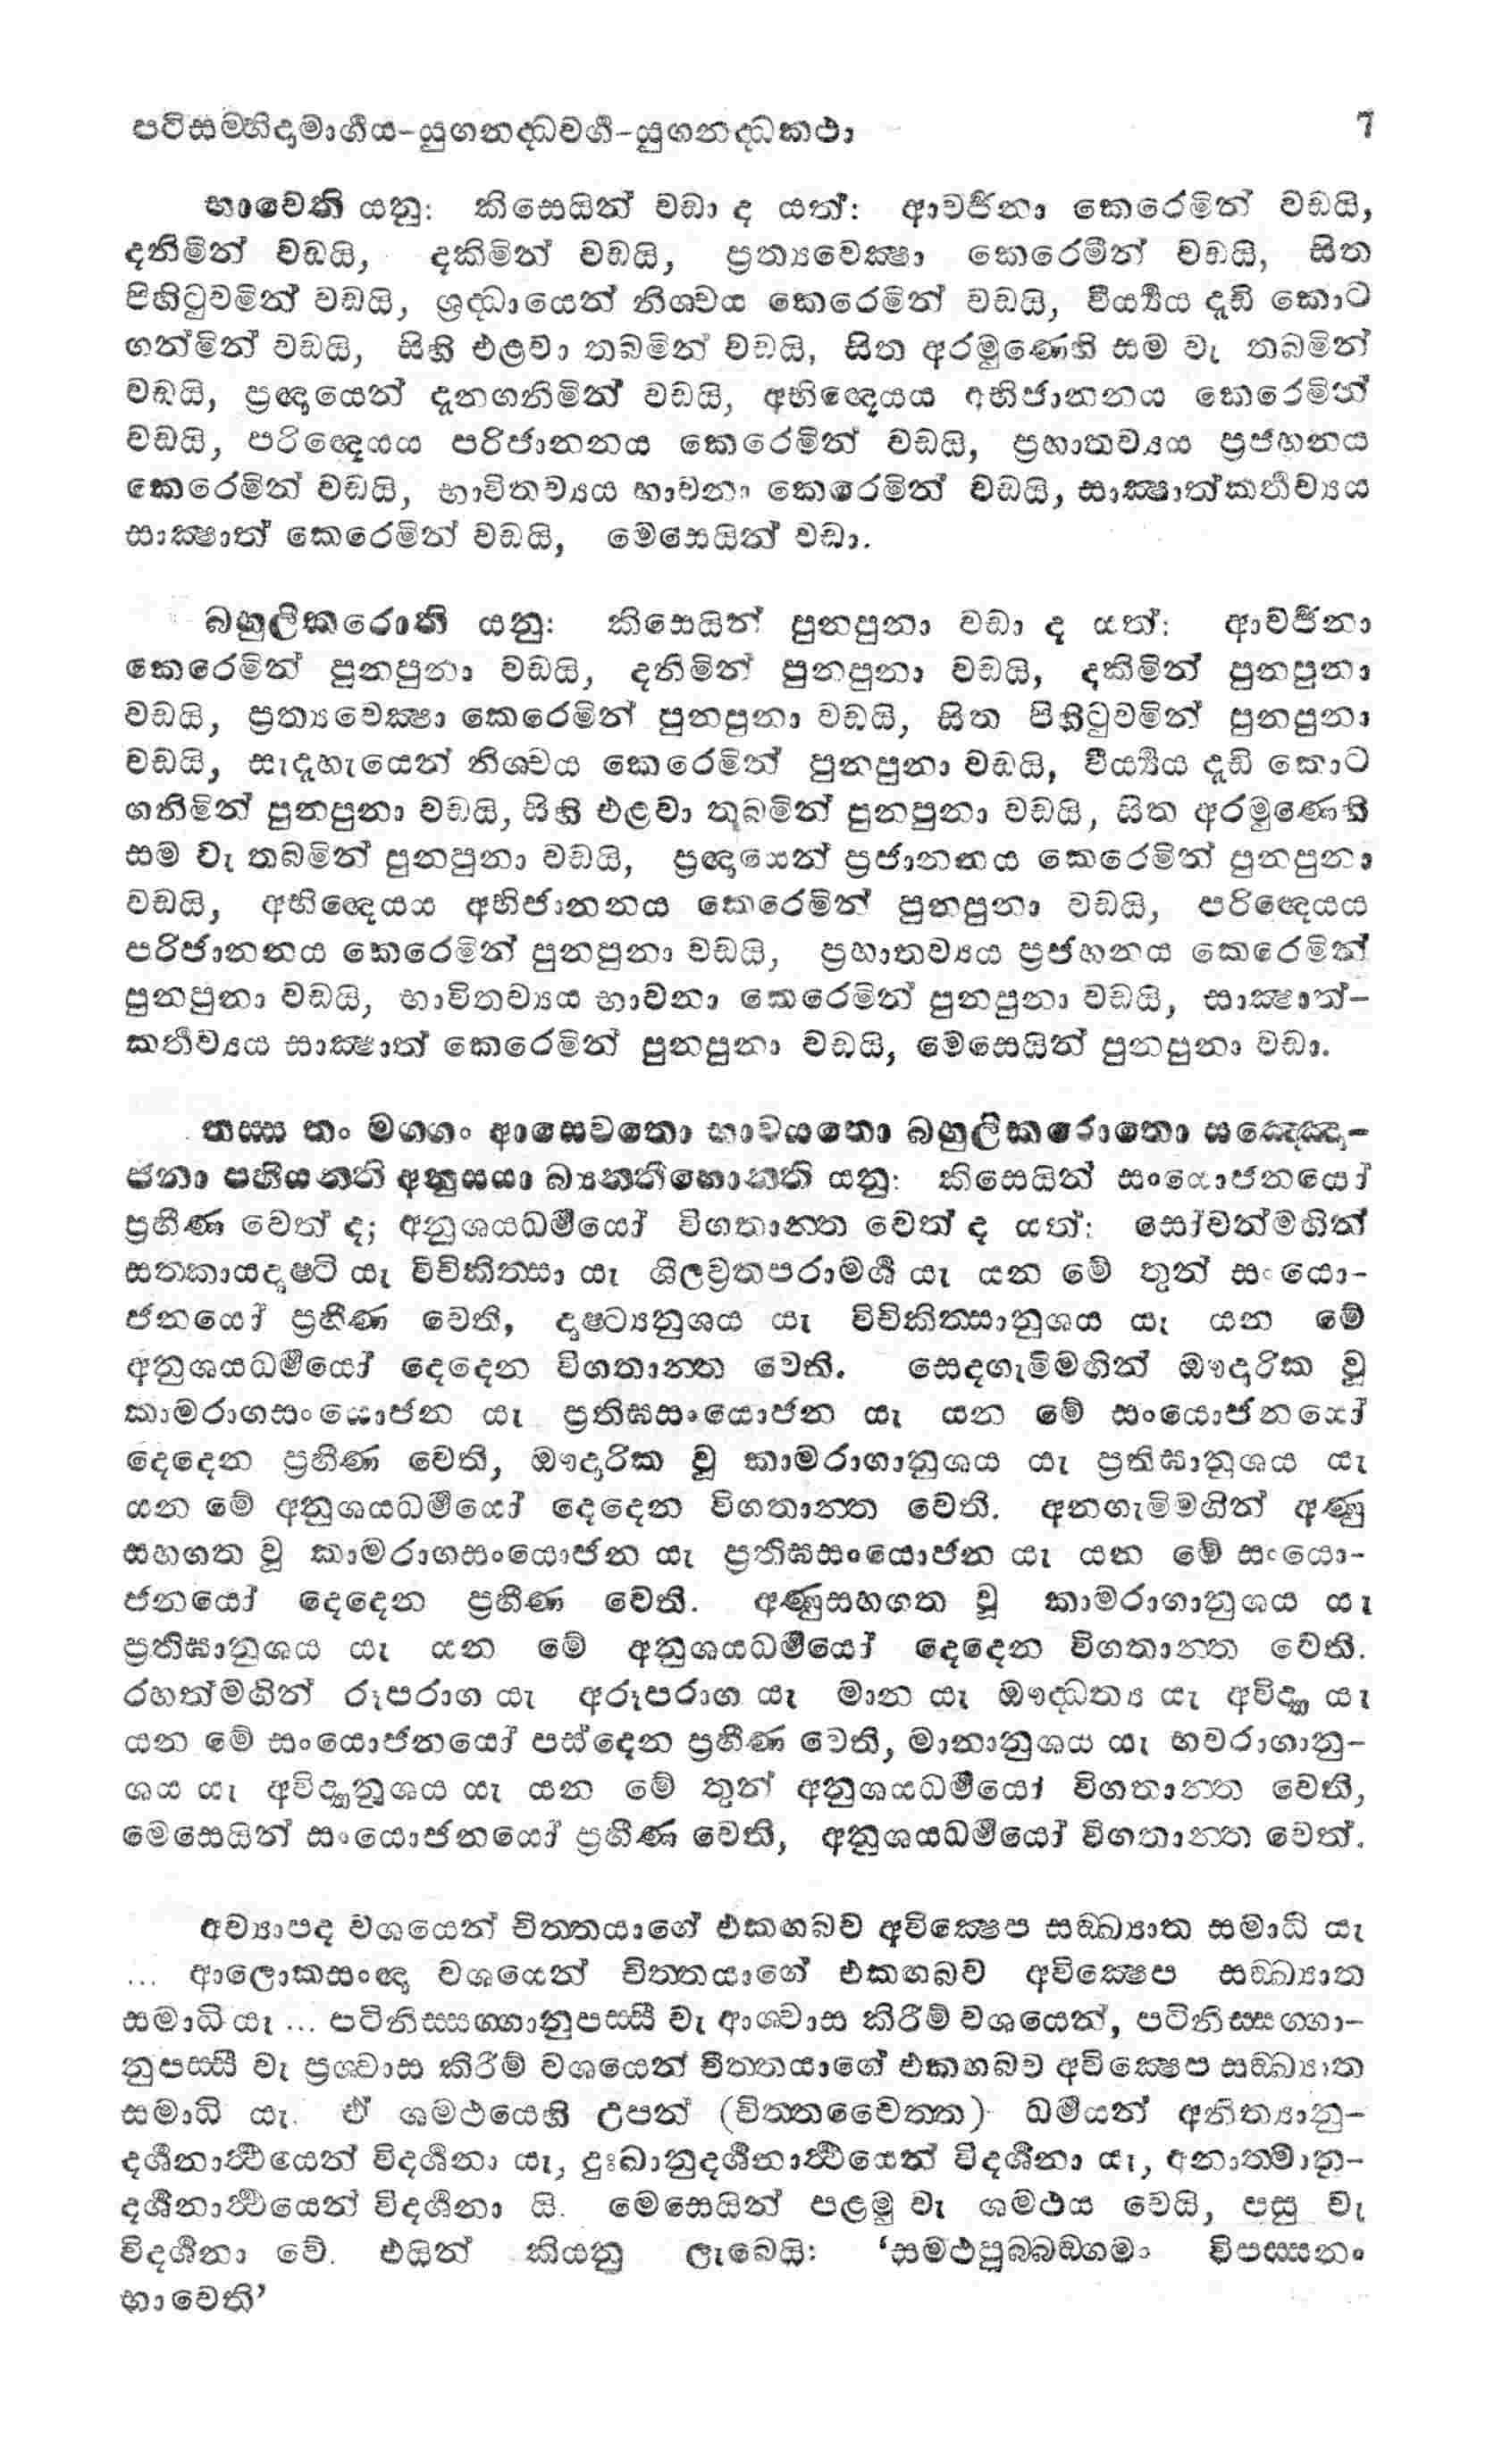 පටිසම්භිදාමාර්ගය-යුගනද්ධවර්ග-යුගනද්ධකථා 7
භාවෙති යනු: කිසෙයින් වඩා ද යත්: ආවර්ජනා කෙරෙමින් වඩයි,
දනිමින් වඩයි, දකිමින් වඩයි, ප්‍රත්‍යවෙක්ෂා කෙරෙමින් වඩයි, සිත
පිහිටුවමින් වඩයි, ශ්‍රද්ධායෙන් නිශ්චය කෙරෙමින් වඩයි, වීර්‍ය්‍යය දැඩි කොට
ගන්මින් වඩයි, සිහි එළවා තබමින් වඩයි, සිත අරමුණෙහි සම වැ තබමින්
වඩයි, ප්‍රඥායෙන් දැනගනිමින් වඩයි, අභිඥෙයය අභිජානනය කෙරෙමින්
වඩයි, පරිඥෙයය පරිජානනය කෙරෙමින් වඩයි, ප්‍රහාතව්‍යය ප්‍රජහනය
කෙරෙමින් වඩයි, භාවිතව්‍යය භාවනා කෙරෙමින් වඩයි, සාක්ෂාත්කර්තව්‍යය
සාක්ෂාත් කෙරෙමින් වඩයි, මෙසෙයින් වඩා.
බහුලීකරොති යනු: කිසෙයින් පුනපුනා වඩා ද යත්: ආවර්ජනා
කෙරෙමින් පුනපුනා වඩයි, දනිමින් පුනපුනා වඩයි, දකිමින් පුනපුනා
වඩයි, ප්‍රත්‍යවෙක්ෂා කෙරෙමින් පුනපුනා වඩයි, සිත පිහිටුවමින් පුනපුනා
වඩයි, සැදැහැයෙන් නිශ්චය කෙරෙමින් පුනපුනා වඩයි, වීර්‍ය්‍යය දැඩි කොට
ගනිමින් පුනපුනා වඩයි, සිහි එළවා තබමින් පුනපුනා වඩයි, සිත අරමුණෙහි
සම වැ තබමින් පුනපුනා වඩයි, ප්‍රඥායෙන් ප්‍රජානනය කෙරෙමින් පුනපුනා
වඩයි, අභිඥෙයය අභිජානනය කෙරෙමින් පුනපුනා වඩයි, පරිඥෙයය
පරිජානනය කෙරෙමින් පුනපුනා වඩයි, ප්‍රහාතව්‍යය ප්‍රජහනය කෙරෙමින්
පුනපුනා වඩයි, භාවිතව්‍යය භාවනා කෙරෙමින් පුනපුනා වඩයි, සාක්ෂාත්-
කර්තව්‍යය සාක්ෂාත් කෙරෙමින් පුනපුනා වඩයි, මෙසෙයින් පුනපුනා වඩා.
තස්ස තං මග්ගං ආසෙවතො භාවයතො බහුලීකරොතො සඤ්ඤො-
ජනා පහීයන්ති අනුසයා බ්‍යන්තීහොන්ති යනු: කිසෙයින් සංයොජනයෝ
ප්‍රහීණ වෙත් ද; අනුශයධර්මයෝ විගතාන්ත වෙත් ද යත්: සෝවන්මගින්
සත්කායදෘෂ්ටි යැ විචිකිත්සා යැ ශීලව්‍රතපරාමර්ශ යැ යන මේ තුන් සංයො-
ජනයෝ ප්‍රහීණ වෙති, දෘෂ්ට්‍යනුශය යැ විචිකිත්සානුශය යැ යන මේ
අනුශයධර්මයෝ දෙදෙන විගතාන්ත වෙති. සෙදගැමිමගින් ඖදාරික වූ
කාමරාගසංයොජන යැ ප්‍රතිඝසංයොජන යැ යන මේ සංයොජනයෝ
දෙදෙන ප්‍රහීණ වෙති, ඖදාරික වූ කාමරාගානුශය යැ ප්‍රතිඝානුශය යැ
යන මේ අනුශයධර්මයෝ දෙදෙන විගතාන්ත වෙති. අනගැමිමගින් අණු
සහගත වූ කාමරාගසංයොජන යැ ප්‍රතිඝසංයොජන යැ යන මේ සංයො-
ජනයෝ දෙදෙන ප්‍රහීණ වෙති. අණුසහගත වූ කාමරාගානුශය යැ
ප්‍රතිඝානුශය යැ යන මේ අනුශයධර්මයෝ දෙදෙන විගතාන්ත වෙති.
රහත්මගින් රූපරාග යැ අරූපරාග යැ මාන යැ ඖද්ධත්‍ය යැ අවිද්‍යා යැ
යන මේ සංයොජනයෝ පස්දෙන ප්‍රහීණ වෙති, මානානුශය යැ භවරාගානු-
ශය යැ අවිද්‍යානුශය යැ යන මේ තුන් අනුශයධර්මයෝ විගතාන්ත වෙති,
මෙසෙයින් සංයොජනයෝ ප්‍රහීණ වෙති, අනුශයධර්මයෝ විගතාන්ත වෙත්.
අව්‍යාපද වශයෙන් චිත්තයාගේ එකඟබව අවික්ෂෙප සඞ්ඛ්‍යාත සමාධි යැ
... ආලොකසංඥා වශයෙන් චිත්තයාගේ එකඟබව අවික්ෂෙප සඞ්ඛ්‍යාත
සමාධි යැ ... පටිනිස්සග්ගානුපස්සී වැ ආශ්වාස කිරීම් වශයෙන්, පටිනිස්සග්ගා-
නුපස්සී වැ ප්‍රශ්වාස කිරීම් වශයෙන් චිත්තයාගේ එකඟබව අවික්ෂෙප සඞ්ඛ්‍යාත
සමාධි යැ. ඒ ශමථයෙහි උපන් (චිත්තචෛත්ත) ධර්මයන් අනිත්‍යානු-
දර්ශනාර්ථයෙන් විදර්ශනා යැ, දුඃඛානුදර්ශනාර්ථයෙන් විදර්ශනා යැ, අනාත්මානු-
දර්ශනාර්ථයෙන් විදර්ශනා යි. මෙසෙයින් පළමු වැ ශමථය වෙයි, පසු වැ
විදර්ශනා වේ. එයින් කියනු ලැබෙයි: ‘සමථපුබ්බඞ්ගමා විපස්සනං
භාවෙති’